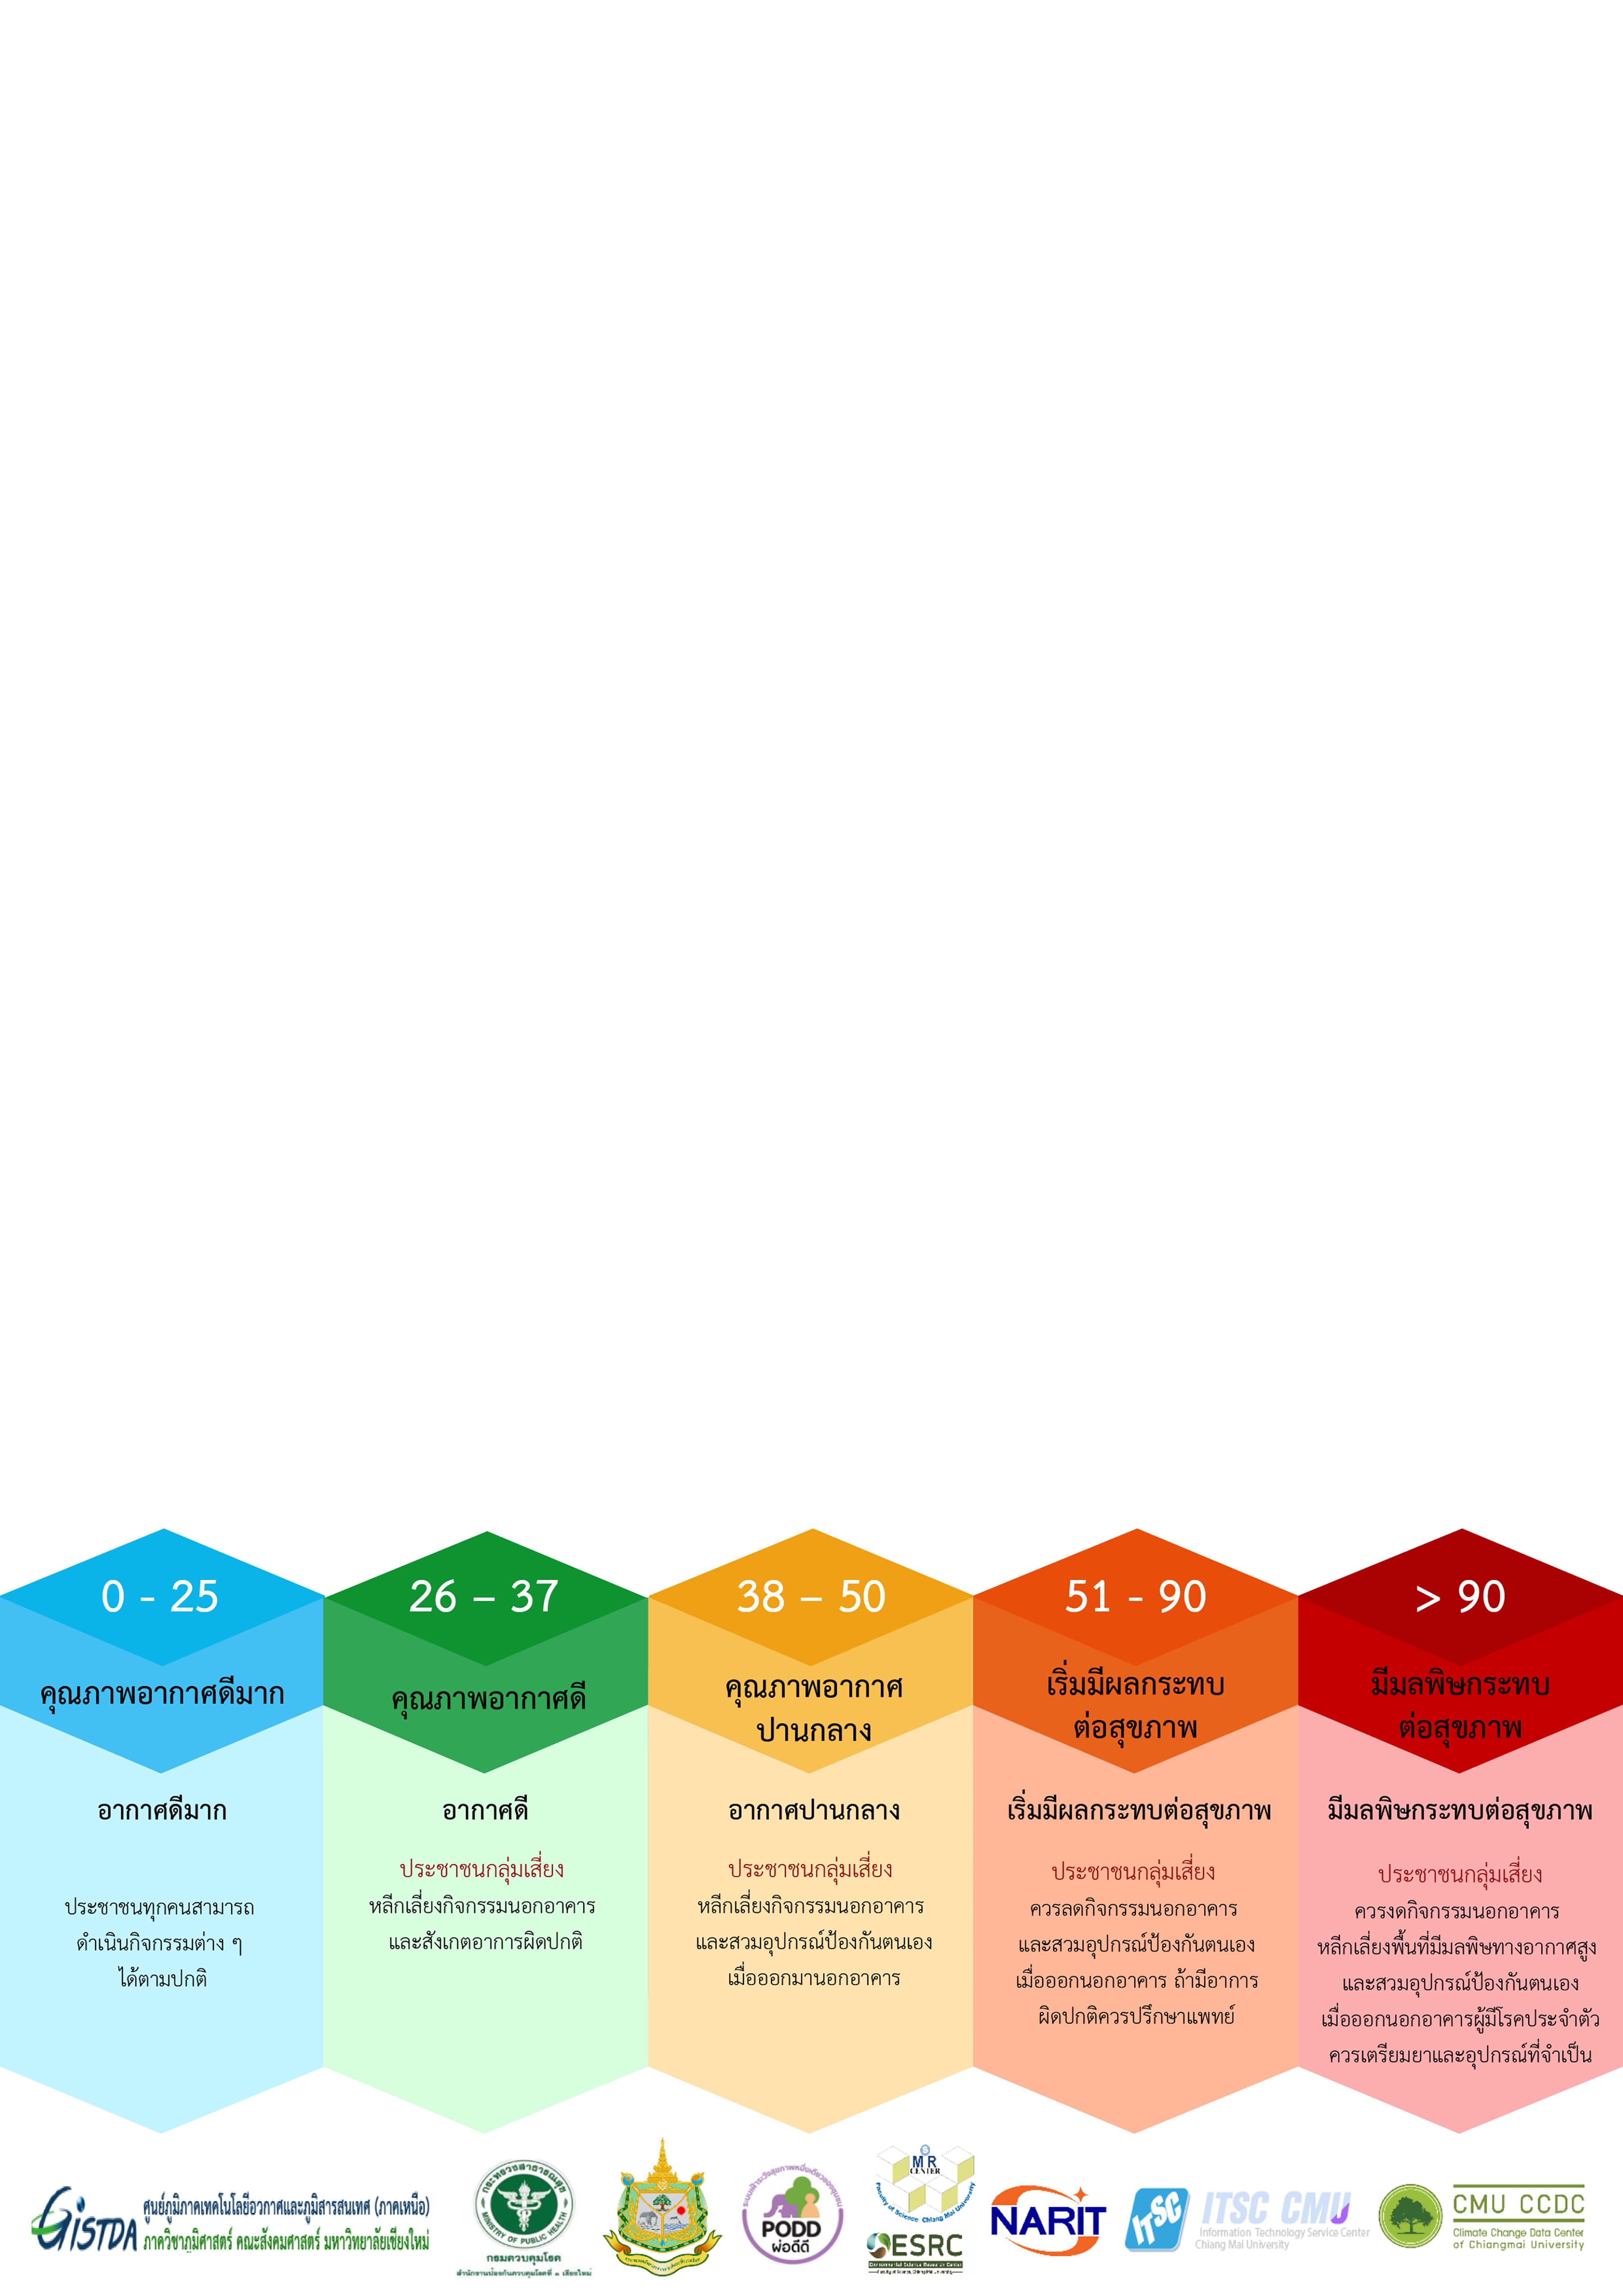 0 - 25
คุณภาพอากาศดีมาก
อากาศดีมาก
ประชาชนทุกคนสามารถ
ดำเนินกิจกรรมต่าง ๆ
ได้ตามปกติ
26 – 37
คุณภาพอากาศดี
อากาศดี
ประชาชนกลุ่มเสี่ยง
หลีกเลี่ยงกิจกรรมนอกอาคาร
และสังเกตอาการผิดปกติ
38 – 50
คุณภาพอากาศ
ปานกลาง
อากาศปานกลาง
ประชาชนกลุ่มเสี่ยง
หลีกเลี่ยงกิจกรรมนอกอาคาร
และสวมอุปกรณ์ป้องกันตนเอง
เมื่อออกมานอกอาคาร
51 - 90
เริ่มมีผลกระทบ
ต่อสุขภาพ
เริ่มมีผลกระทบต่อสุขภาพ
ประชาชนกลุ่มเสี่ยง
ควรลดกิจกรรมนอกอาคาร
และสวมอุปกรณ์ป้องกันตนเอง
เมื่อออกนอกอาคาร ถ้ามีอาการ
ผิดปกติควรปรึกษาแพทย์
> 90
มีมลพิษกระทบ
ต่อสุขภาพ
มีมลพิษกระทบต่อสุขภาพ
ประชาชนกลุ่มเสี่ยง
ควรงดกิจกรรมนอกอาคาร
หลีกเลี่ยงพื้นที่มีมลพิษทางอากาศสูง
และสวมอุปกรณ์ป้องกันตนเอง
เมื่อออกนอกอาคารผู้มีโรคประจำตัว
ควรเตรียมยาและอุปกรณ์ที่จำเป็น
GISTDA
ศูนย์ภูมิภาคเทคโนโลยีอวกาศและภูมิสารสนเทศ (ภาคเหนือ)
ภาควิชาภูมิศาสตร์ คณะสังคมศาสตร์ มหาวิทยาลัยเชียงใหม่
กระทรวงสาธารณสุข
MINISTRY OF PUBLIC HEALTH
กรมควบคุมโรค
สำนักงานป้องกันควบคุมโรคที่ ๑ เชียงใหม่
PODD
ผ่อดีดี
MR
CENTER
Faculty of Science Chiang Mai University
ESRC
Environmental Science Research Center
NARIT
ITSC
ITSC CMU
Information Technology Service Center
Chiang Mai University
CMU CCDC
Climate Change Data Center
of Chiangmai University